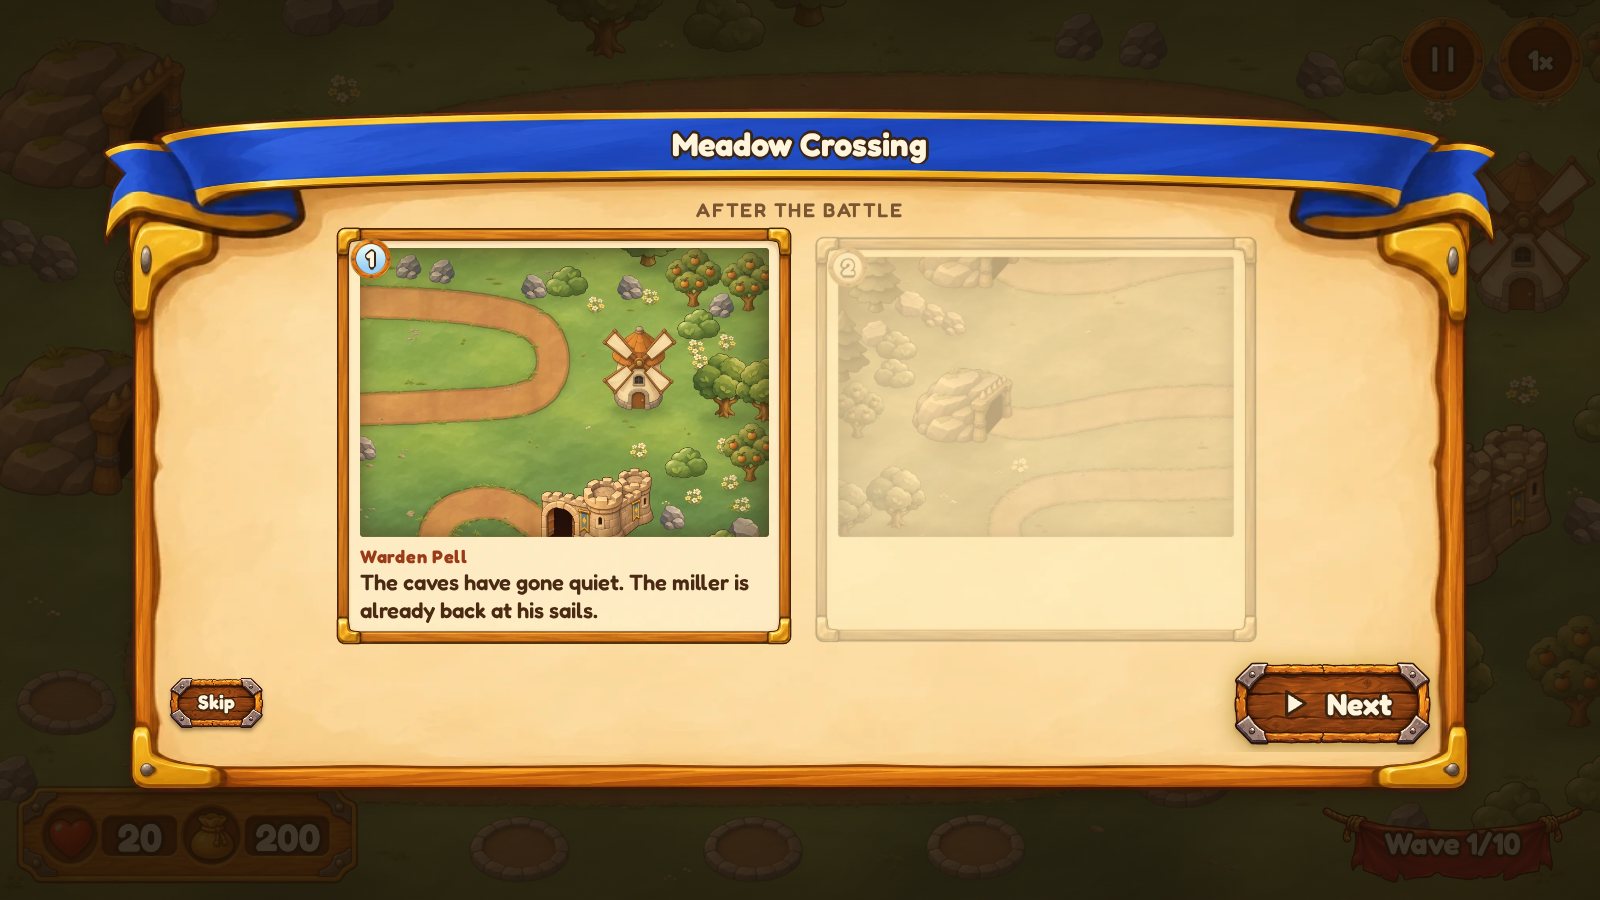 1x
Meadow Crossing
AFTER THE BATTLE
1
2
Warden Pell
The caves have gone quiet. The miller is
already back at his sails.
Skip
Next
20
200
Wave 1/10